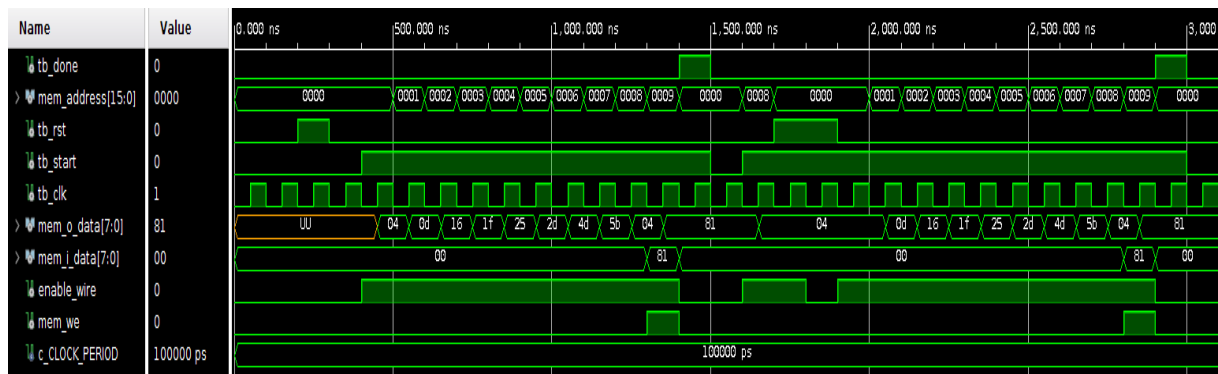 Name Value 0.000 ns 500.000 ns 1,000.000 ns 1,500.000 ns 2,000.000 ns 2,500.000 ns 3,000
tb_done 0
mem_address[15:0] 0000 0000 0001 0002 0003 0004 0005 0006 0007 0008 0009 0000 0008 0000 0001 0002 0003 0004 0005 0006 0007 0008 0009 0000
tb_rst 0
tb_start 0
tb_clk 1
mem_o_data[7:0] 81 UU 04 0d 16 1f 25 2d 4d 5b 04 81 04 0d 16 1f 25 2d 4d 5b 04 81
mem_i_data[7:0] 00 00 81 00 81 00
enable_wire 0
mem_we 0
c_CLOCK_PERIOD 100000 ps 100000 ps